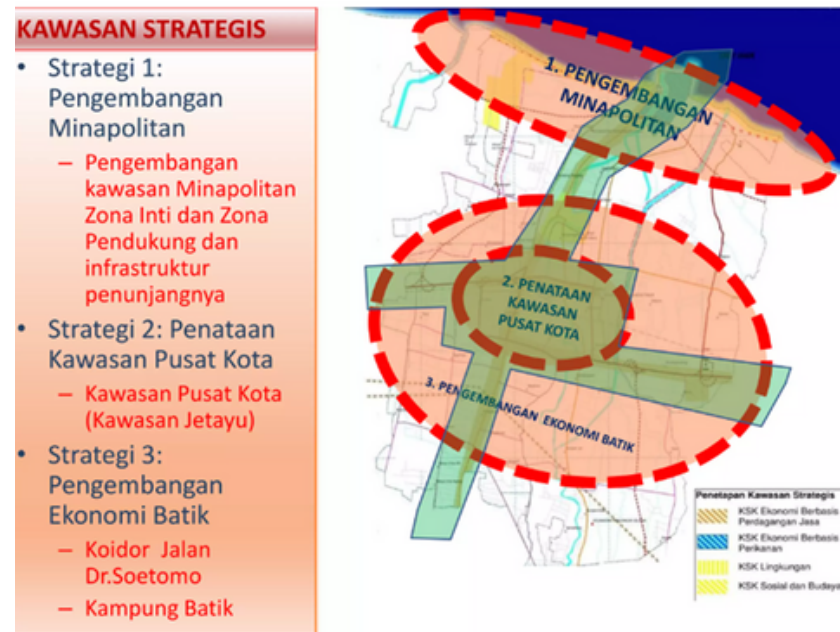 KAWASAN STRATEGIS
• Strategi 1:
Pengembangan
Minapolitan
– Pengembangan
kawasan Minapolitan
Zona Inti dan Zona
Pendukung dan
infrastruktur
penunjangnya
• Strategi 2: Penataan
Kawasan Pusat Kota
– Kawasan Pusat Kota
(Kawasan Jetayu)
• Strategi 3:
Pengembangan
Ekonomi Batik
– Koidor Jalan
Dr.Soetomo
– Kampung Batik
1. PENGEMBANGAN
MINAPOLITAN
2. PENATAAN
KAWASAN
PUSAT KOTA
3. PENGEMBANGAN EKONOMI BATIK
Penetapan Kawasan Strategis
KSK Ekonomi Berbasis
Perdagangan Jasa
KSK Ekonomi Berbasis
Perikanan
KSK Lingkungan
KSK Sosial dan Budaya